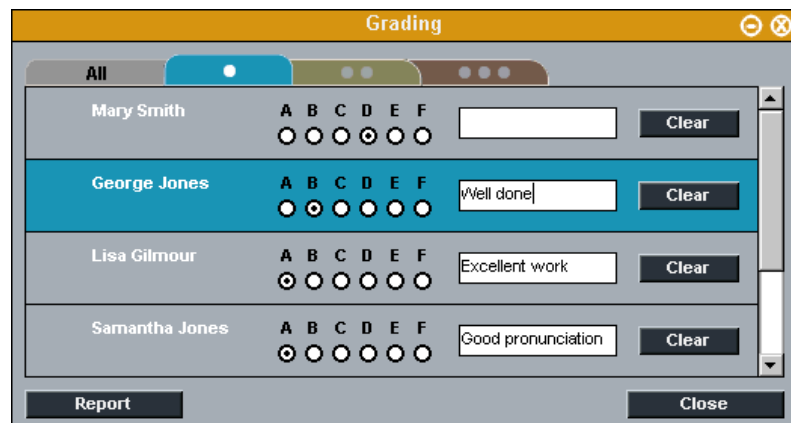 Grading
All
Mary Smith A B C D E F Clear
George Jones A B C D E F Well done Clear
Lisa Gilmour A B C D E F Excellent work Clear
Samantha Jones A B C D E F Good pronunciation Clear
Report Close